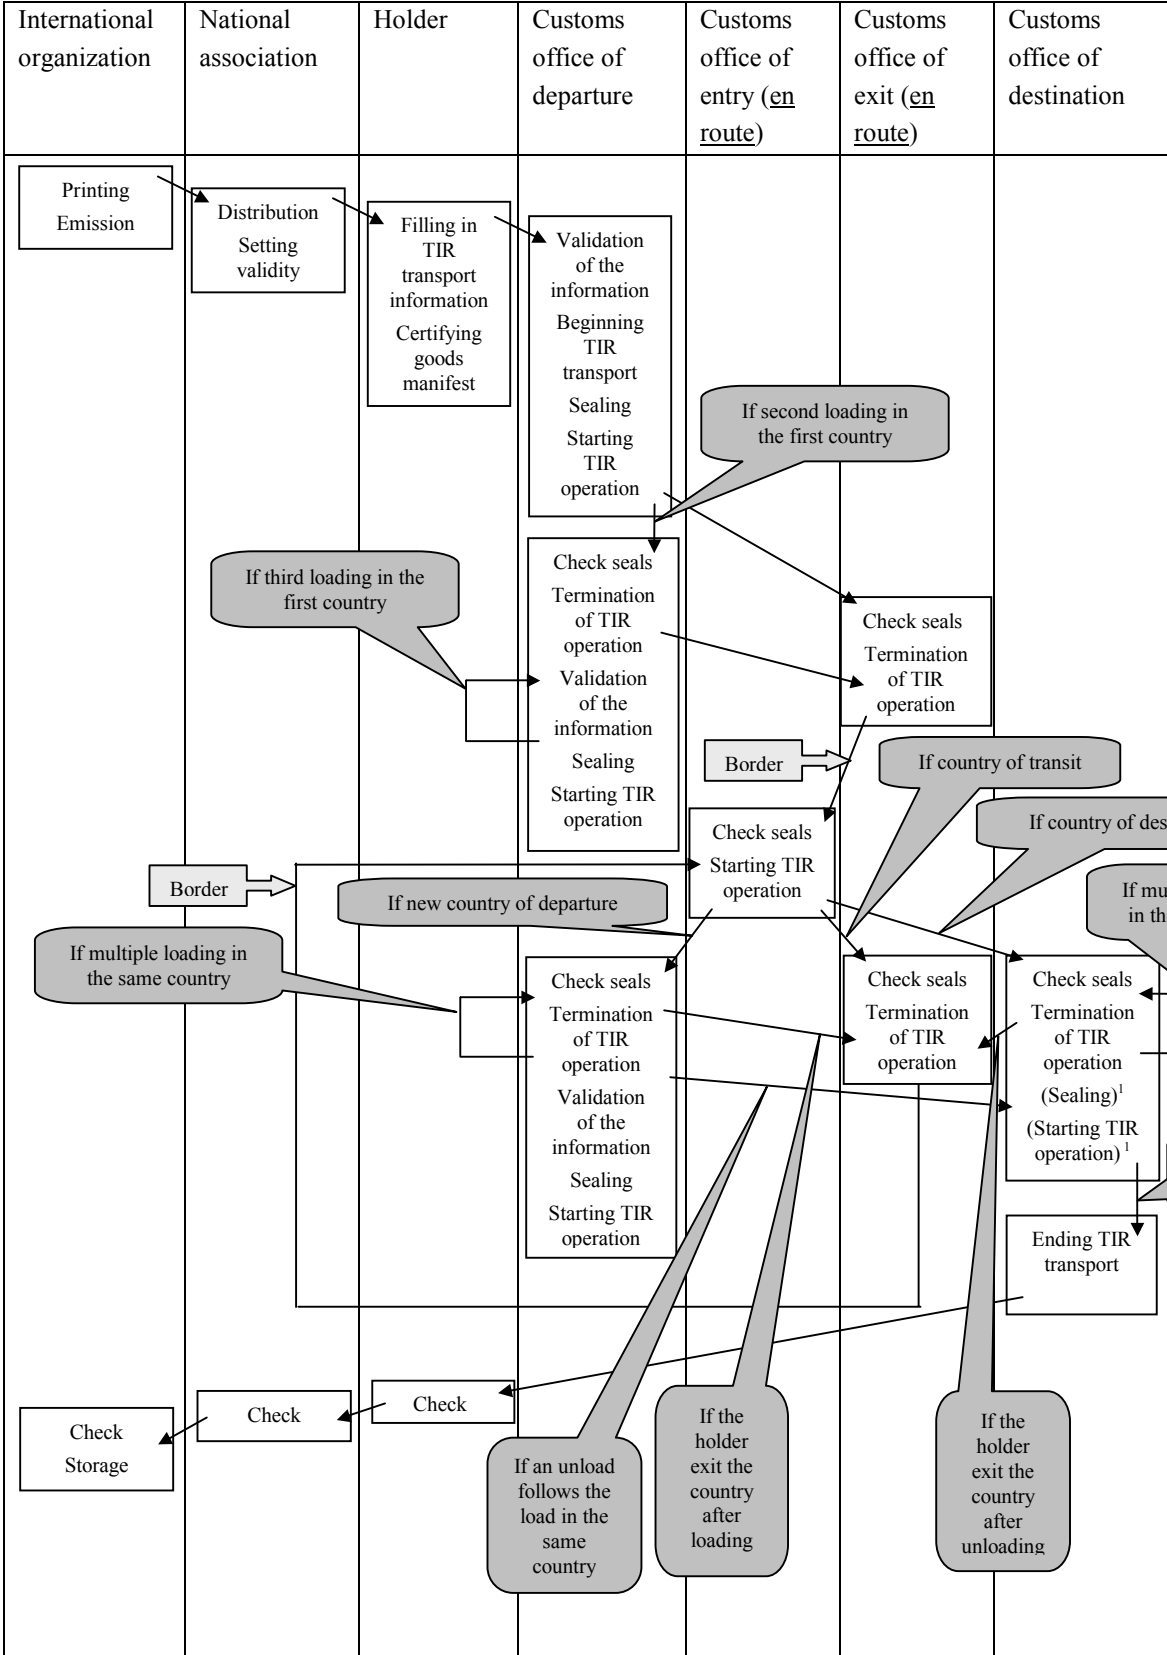 International
organization
National
association
Holder
Customs
office of
departure
Customs
office of
entry (en
route)
Customs
office of
exit (en
route)
Customs
office of
destination
Printing
Emission
Distribution
Setting
validity
Filling in
TIR
transport
information
Certifying
goods
manifest
Validation
of the
information
Beginning
TIR
transport
Sealing
Starting
TIR
operation
If second loading in
the first country
If third loading in the
first country
Check seals
Termination
of TIR
operation
Validation
of the
information
Sealing
Starting TIR
operation
Check seals
Termination
of TIR
operation
Border
If country of transit
If country of des
Check seals
Starting TIR
operation
Border
If new country of departure
If mu
in th
If multiple loading in
the same country
Check seals
Termination
of TIR
operation
Validation
of the
information
Sealing
Starting TIR
operation
Check seals
Termination
of TIR
operation
Check seals
Termination
of TIR
operation
(Sealing)¹
(Starting TIR
operation) ¹
Ending TIR
transport
Check
Check
Check
Storage
If an unload
follows the
load in the
same
country
If the
holder
exit the
country
after
loading
If the
holder
exit the
country
after
unloading